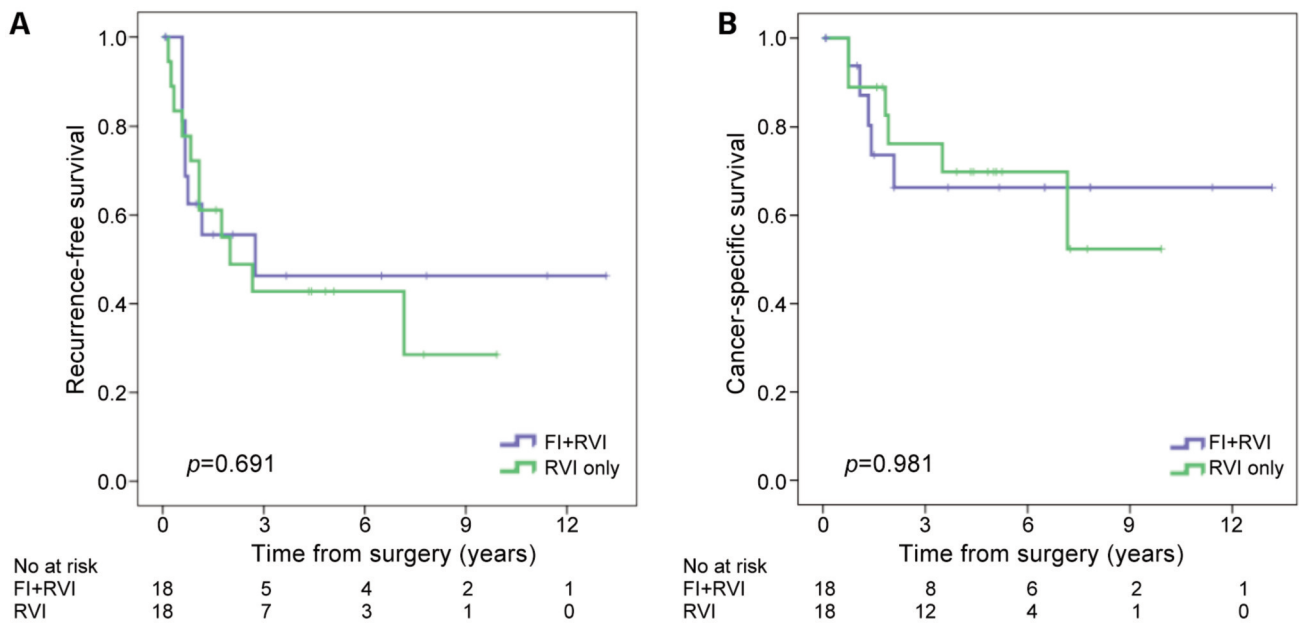 A
Recurrence-free survival
1.0
0.8
0.6
0.4
0.2
0.0
FI+RVI
RVI only
p=0.691
0 3 6 9 12
Time from surgery (years)
No at risk
FI+RVI 18 5 4 2 1
RVI 18 7 3 1 0
B
Cancer-specific survival
1.0
0.8
0.6
0.4
0.2
0.0
FI+RVI
RVI only
p=0.981
0 3 6 9 12
Time from surgery (years)
No at risk
FI+RVI 18 8 6 2 1
RVI 18 12 4 1 0